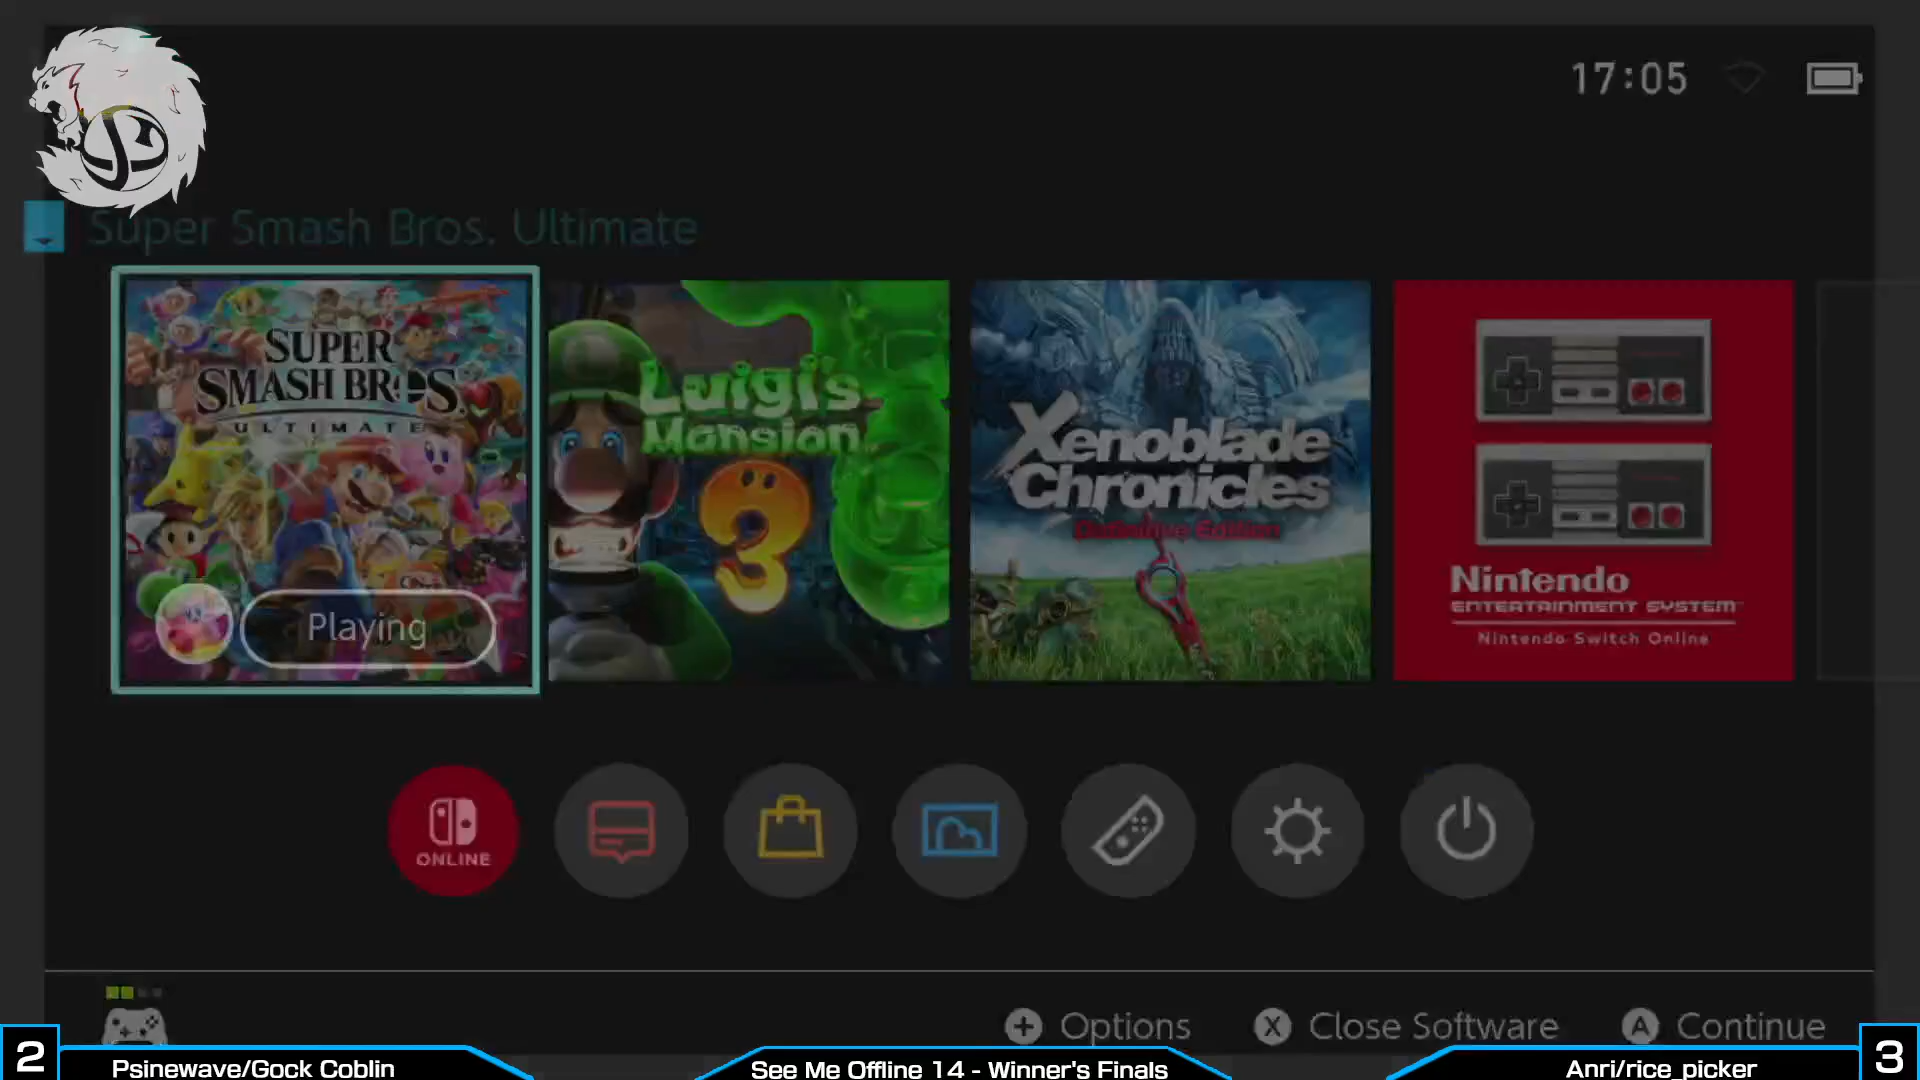 17:05
Super Smash Bros. Ultimate
SUPER
SMASH BROS.
ULTIMATE
Playing
Luigi's
Mansion
3
Xenoblade
Chronicles
Definitive Edition
Nintendo
ENTERTAINMENT SYSTEM
Nintendo Switch Online
ONLINE
Options
Close Software
Continue
2
Psinewave/Gock Coblin
See Me Offline 14 - Winner's Finals
Anri/rice_picker
3